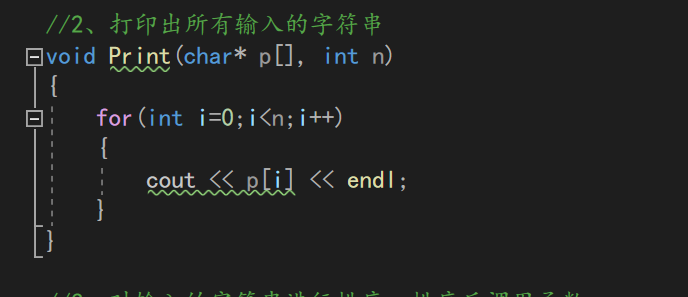 //2、打印出所有输入的字符串
void Print(char* p[], int n)
{
for(int i=0;i<n;i++)
{
cout << p[i] << endl;
}
}